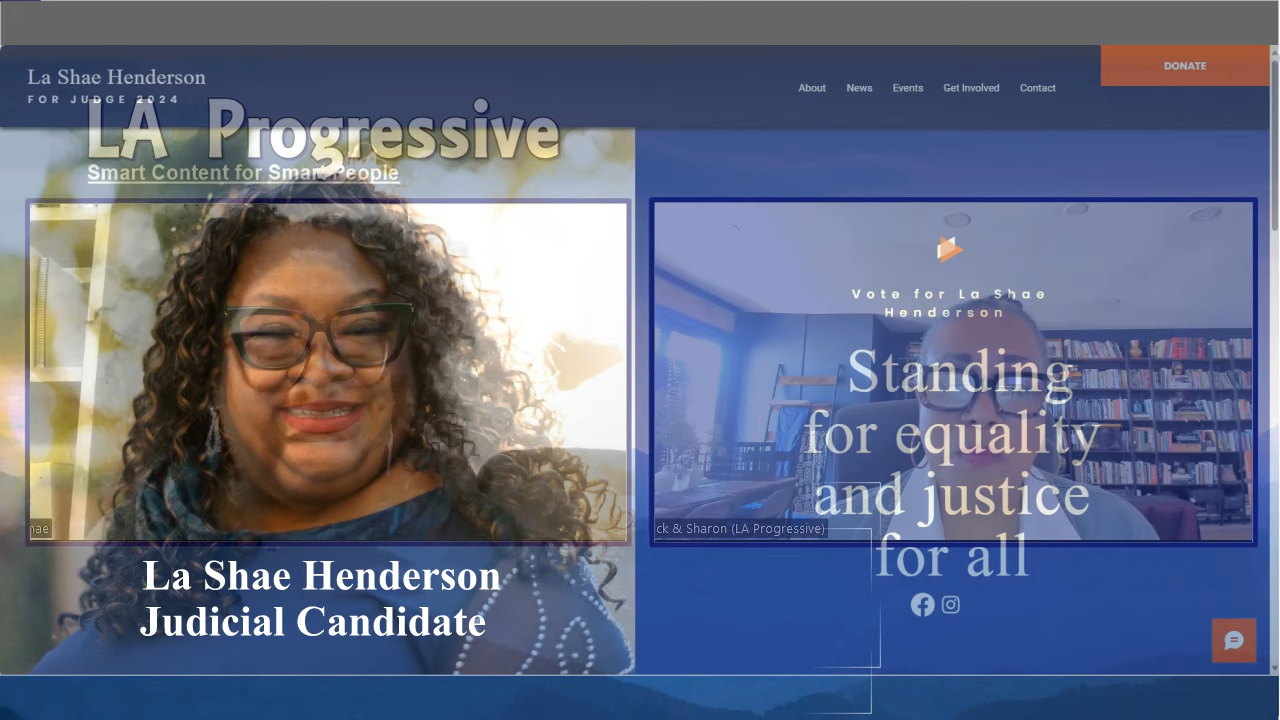 La Shae Henderson
FOR JUDGE 2024
About News Events Get Involved Contact
DONATE
LA Progressive
Smart Content for Smart People
Vote for La Shae
Henderson
Standing
for equality
and justice
for all
nae
ck & Sharon (LA Progressive)
La Shae Henderson
Judicial Candidate